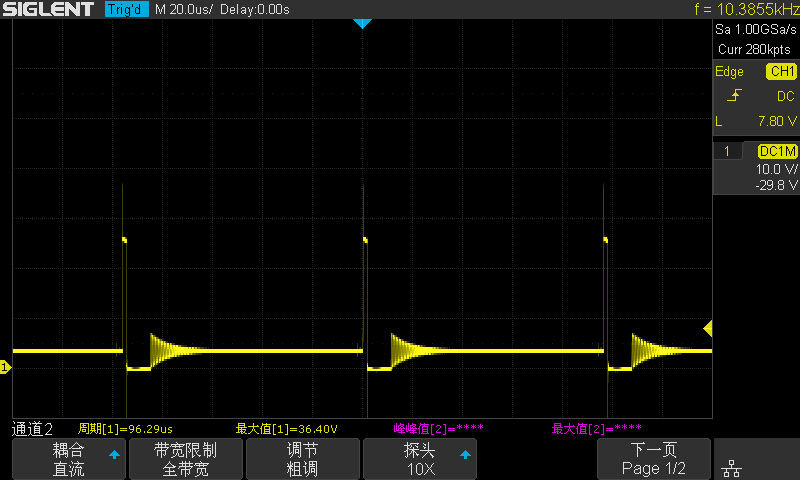 SIGLENT Trig'd M 20.0us/ Delay:0.00s f = 10.3855kHz
Sa 1.00GSa/s
Curr 280kpts
Edge CH1
DC
L 7.80 V
1 DC1M
10.0 V/
-29.8 V
1
通道2 周期[1]=96.29us 最大值[1]=36.40V 峰峰值[2]=**** 最大值[2]=****
耦合 带宽限制 调节 探头 下一页
直流 全带宽 粗调 10X Page 1/2